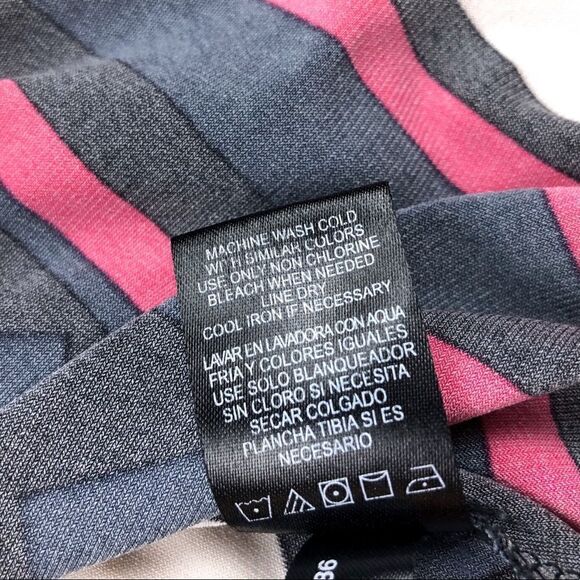 MACHINE WASH COLD
WITH SIMILAR COLORS
USE ONLY NON CHLORINE
BLEACH WHEN NEEDED
LINE DRY
COOL IRON IF NECESSARY
LAVAR EN LAVADORA CON AQUA
FRIA Y COLORES IGUALES
USE SOLO BLANQUEADOR
SIN CLORO SI NECESITA
SECAR COLGADO
PLANCHA TIBIA SI ES
NECESARIO